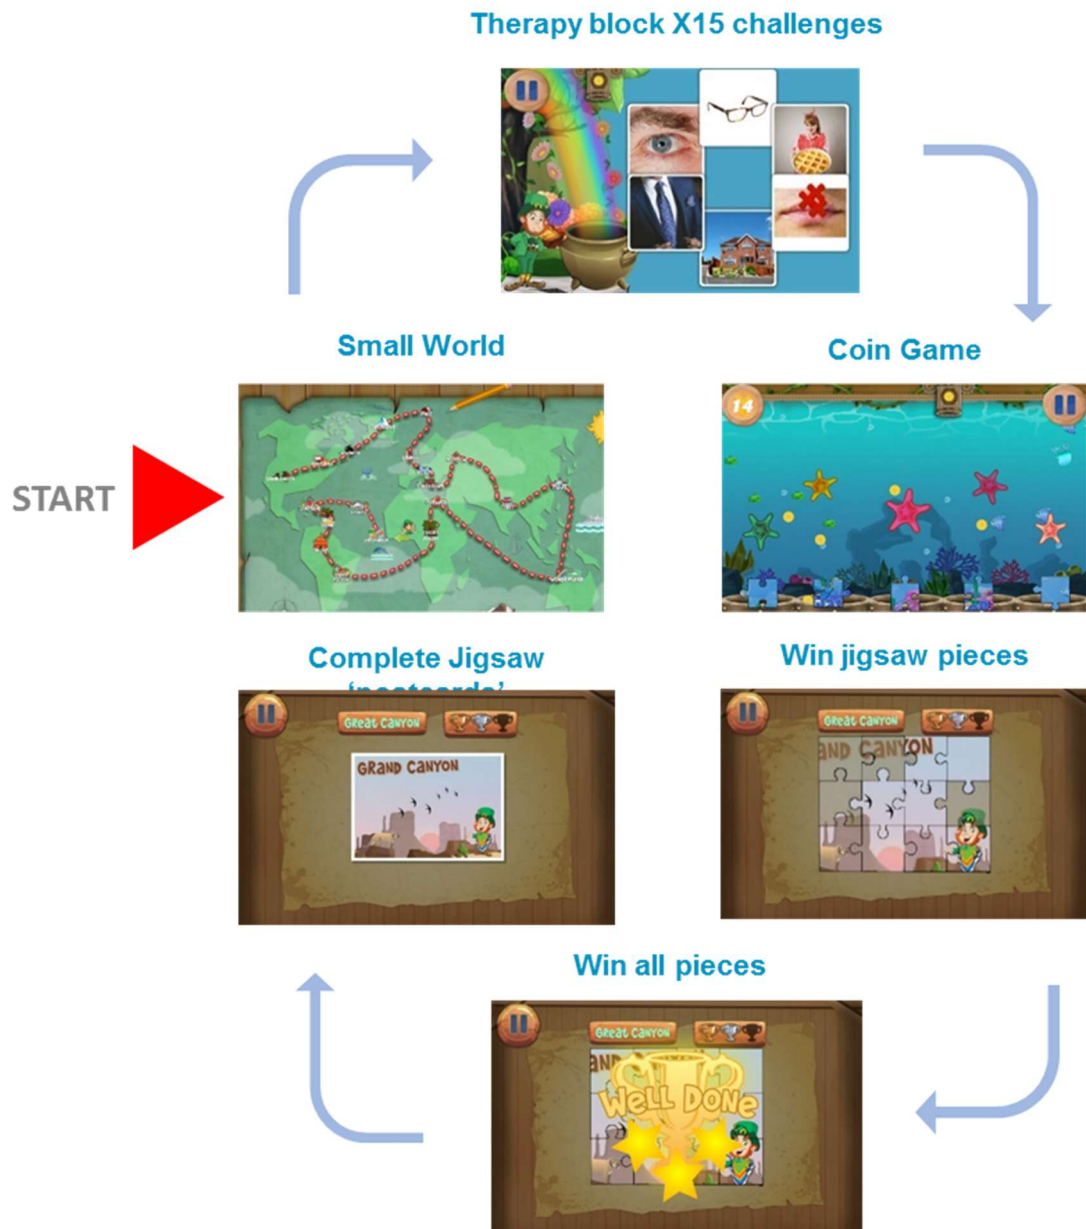 Therapy block X15 challenges
Small World
Coin Game
START
14
Complete Jigsaw
Win jigsaw pieces
GREAT CANYON
GRAND CANYON
GREAT CANYON
AND CANYON
Win all pieces
GREAT CANYON
AND
WELL DONE